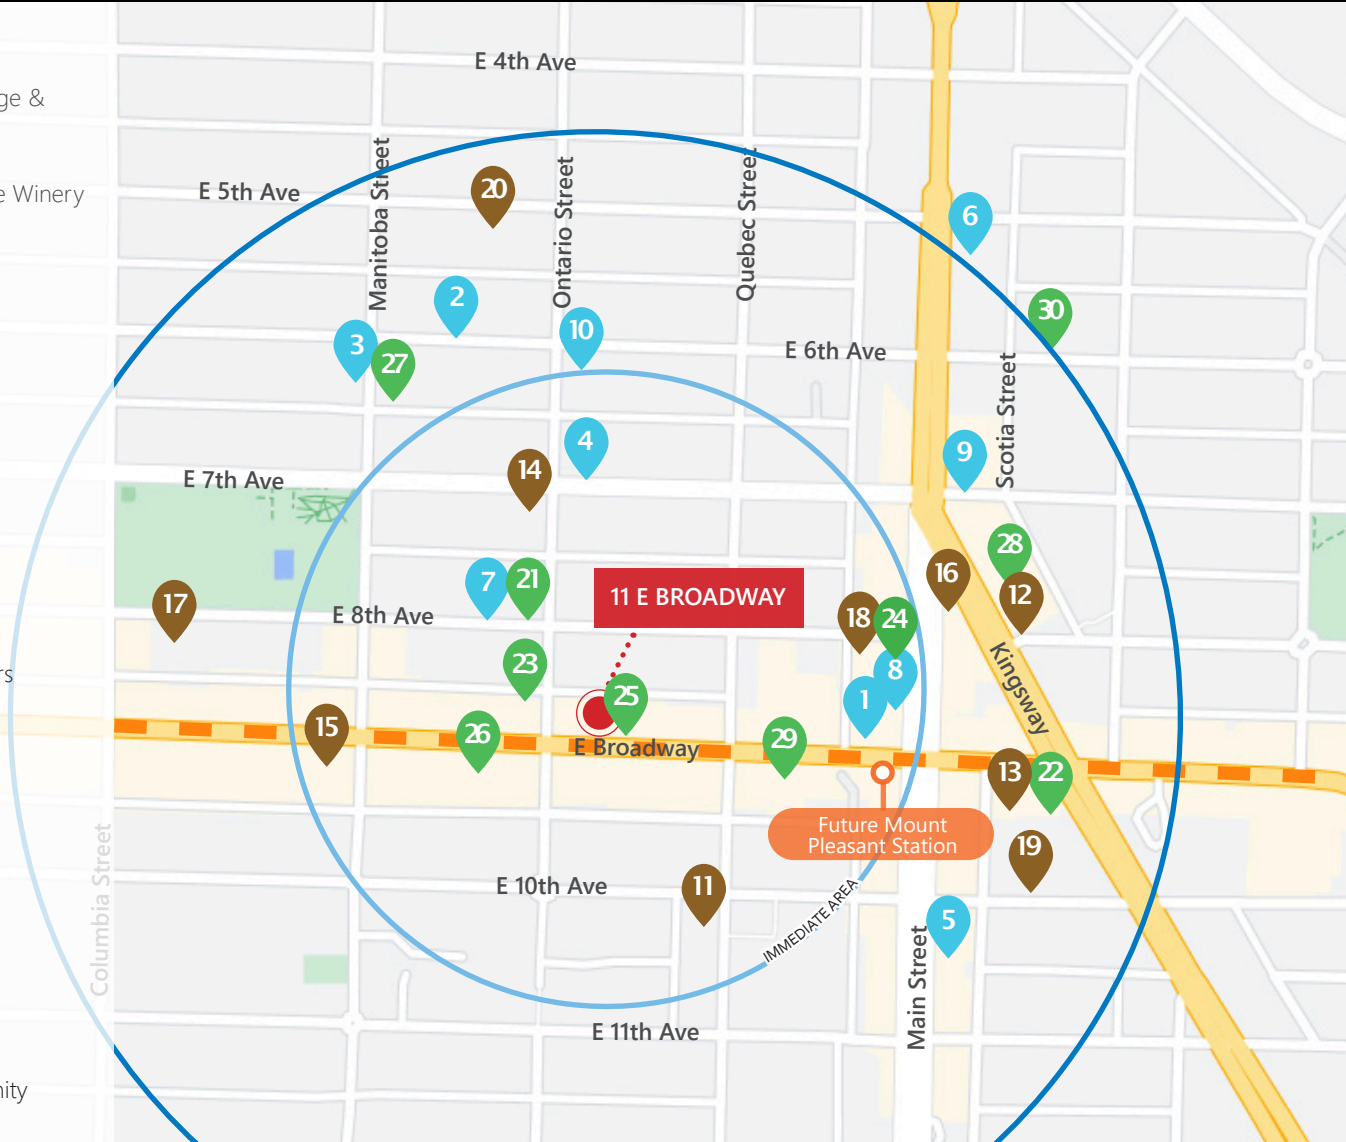 E 4th Ave
ge &
Manitoba Street
Ontario Street
Quebec Street
20
E 5th Ave
e Winery
6
2
30
10
3
27
E 6th Ave
Scotia Street
4
9
14
E 7th Ave
28
16
7
21
11 E BROADWAY
12
17
18
24
E 8th Ave
23
8
rs
25
1
Kingsway
15
26
29
E Broadway
13
22
Future Mount
Pleasant Station
19
Columbia Street
E 10th Ave
11
IMMEDIATE AREA
5
Main Street
E 11th Ave
nity